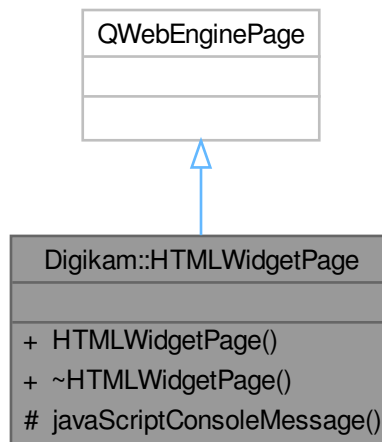 QWebEnginePage
Digikam::HTMLWidgetPage
+ HTMLWidgetPage()
+ ~HTMLWidgetPage()
# javaScriptConsoleMessage()